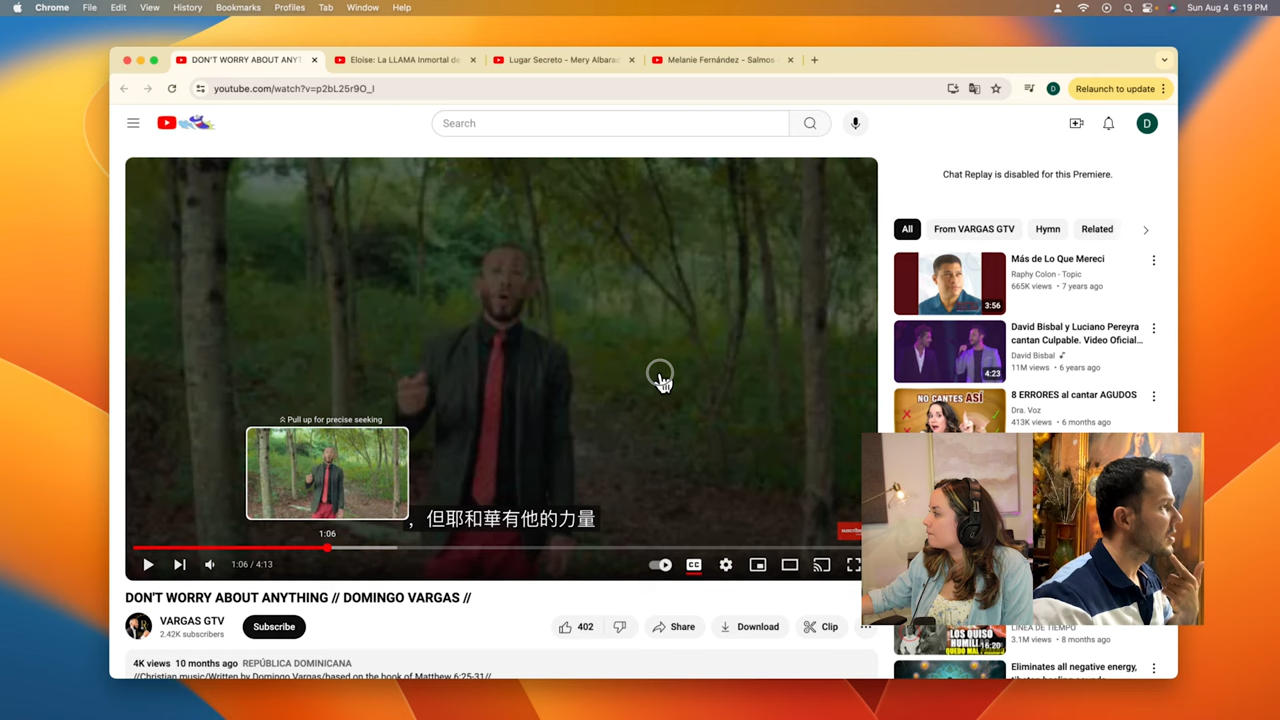 Chrome File Edit View History Bookmarks Profiles Tab Window Help
Sun Aug 4 6:19 PM
DON'T WORRY ABOUT ANYT
Eloise: La LLAMA Inmortal de
Lugar Secreto - Mery Albarad
Melanie Fernández - Salmos
youtube.com/watch?v=p2bL25r9O_I
Relaunch to update
D
Search
D
Chat Replay is disabled for this Premiere.
All From VARGAS GTV Hymn Related
Más de Lo Que Mereci
Raphy Colon - Topic
665K views • 7 years ago
3:56
David Bisbal y Luciano Pereyra
cantan Culpable. Video Oficial...
David Bisbal
11M views • 6 years ago
4:23
NO CANTES ASÍ
8 ERRORES al cantar AGUDOS
Dra. Voz
413K views • 6 months ago
Pull up for precise seeking
，但耶和華有他的力量
1:06
1:06 / 4:13
CC
DON'T WORRY ABOUT ANYTHING // DOMINGO VARGAS //
VARGAS GTV
2.42K subscribers
Subscribe
402
Share
Download
Clip
4K views 10 months ago REPÚBLICA DOMINICANA
//Christian music/Written by Domingo Vargas/based on the book of Matthew 6:25-31//
LÍNEA DE TIEMPO
3.1M views • 8 months ago
LOS QUISO
HUMILLAR
16:20
Eliminates all negative energy,